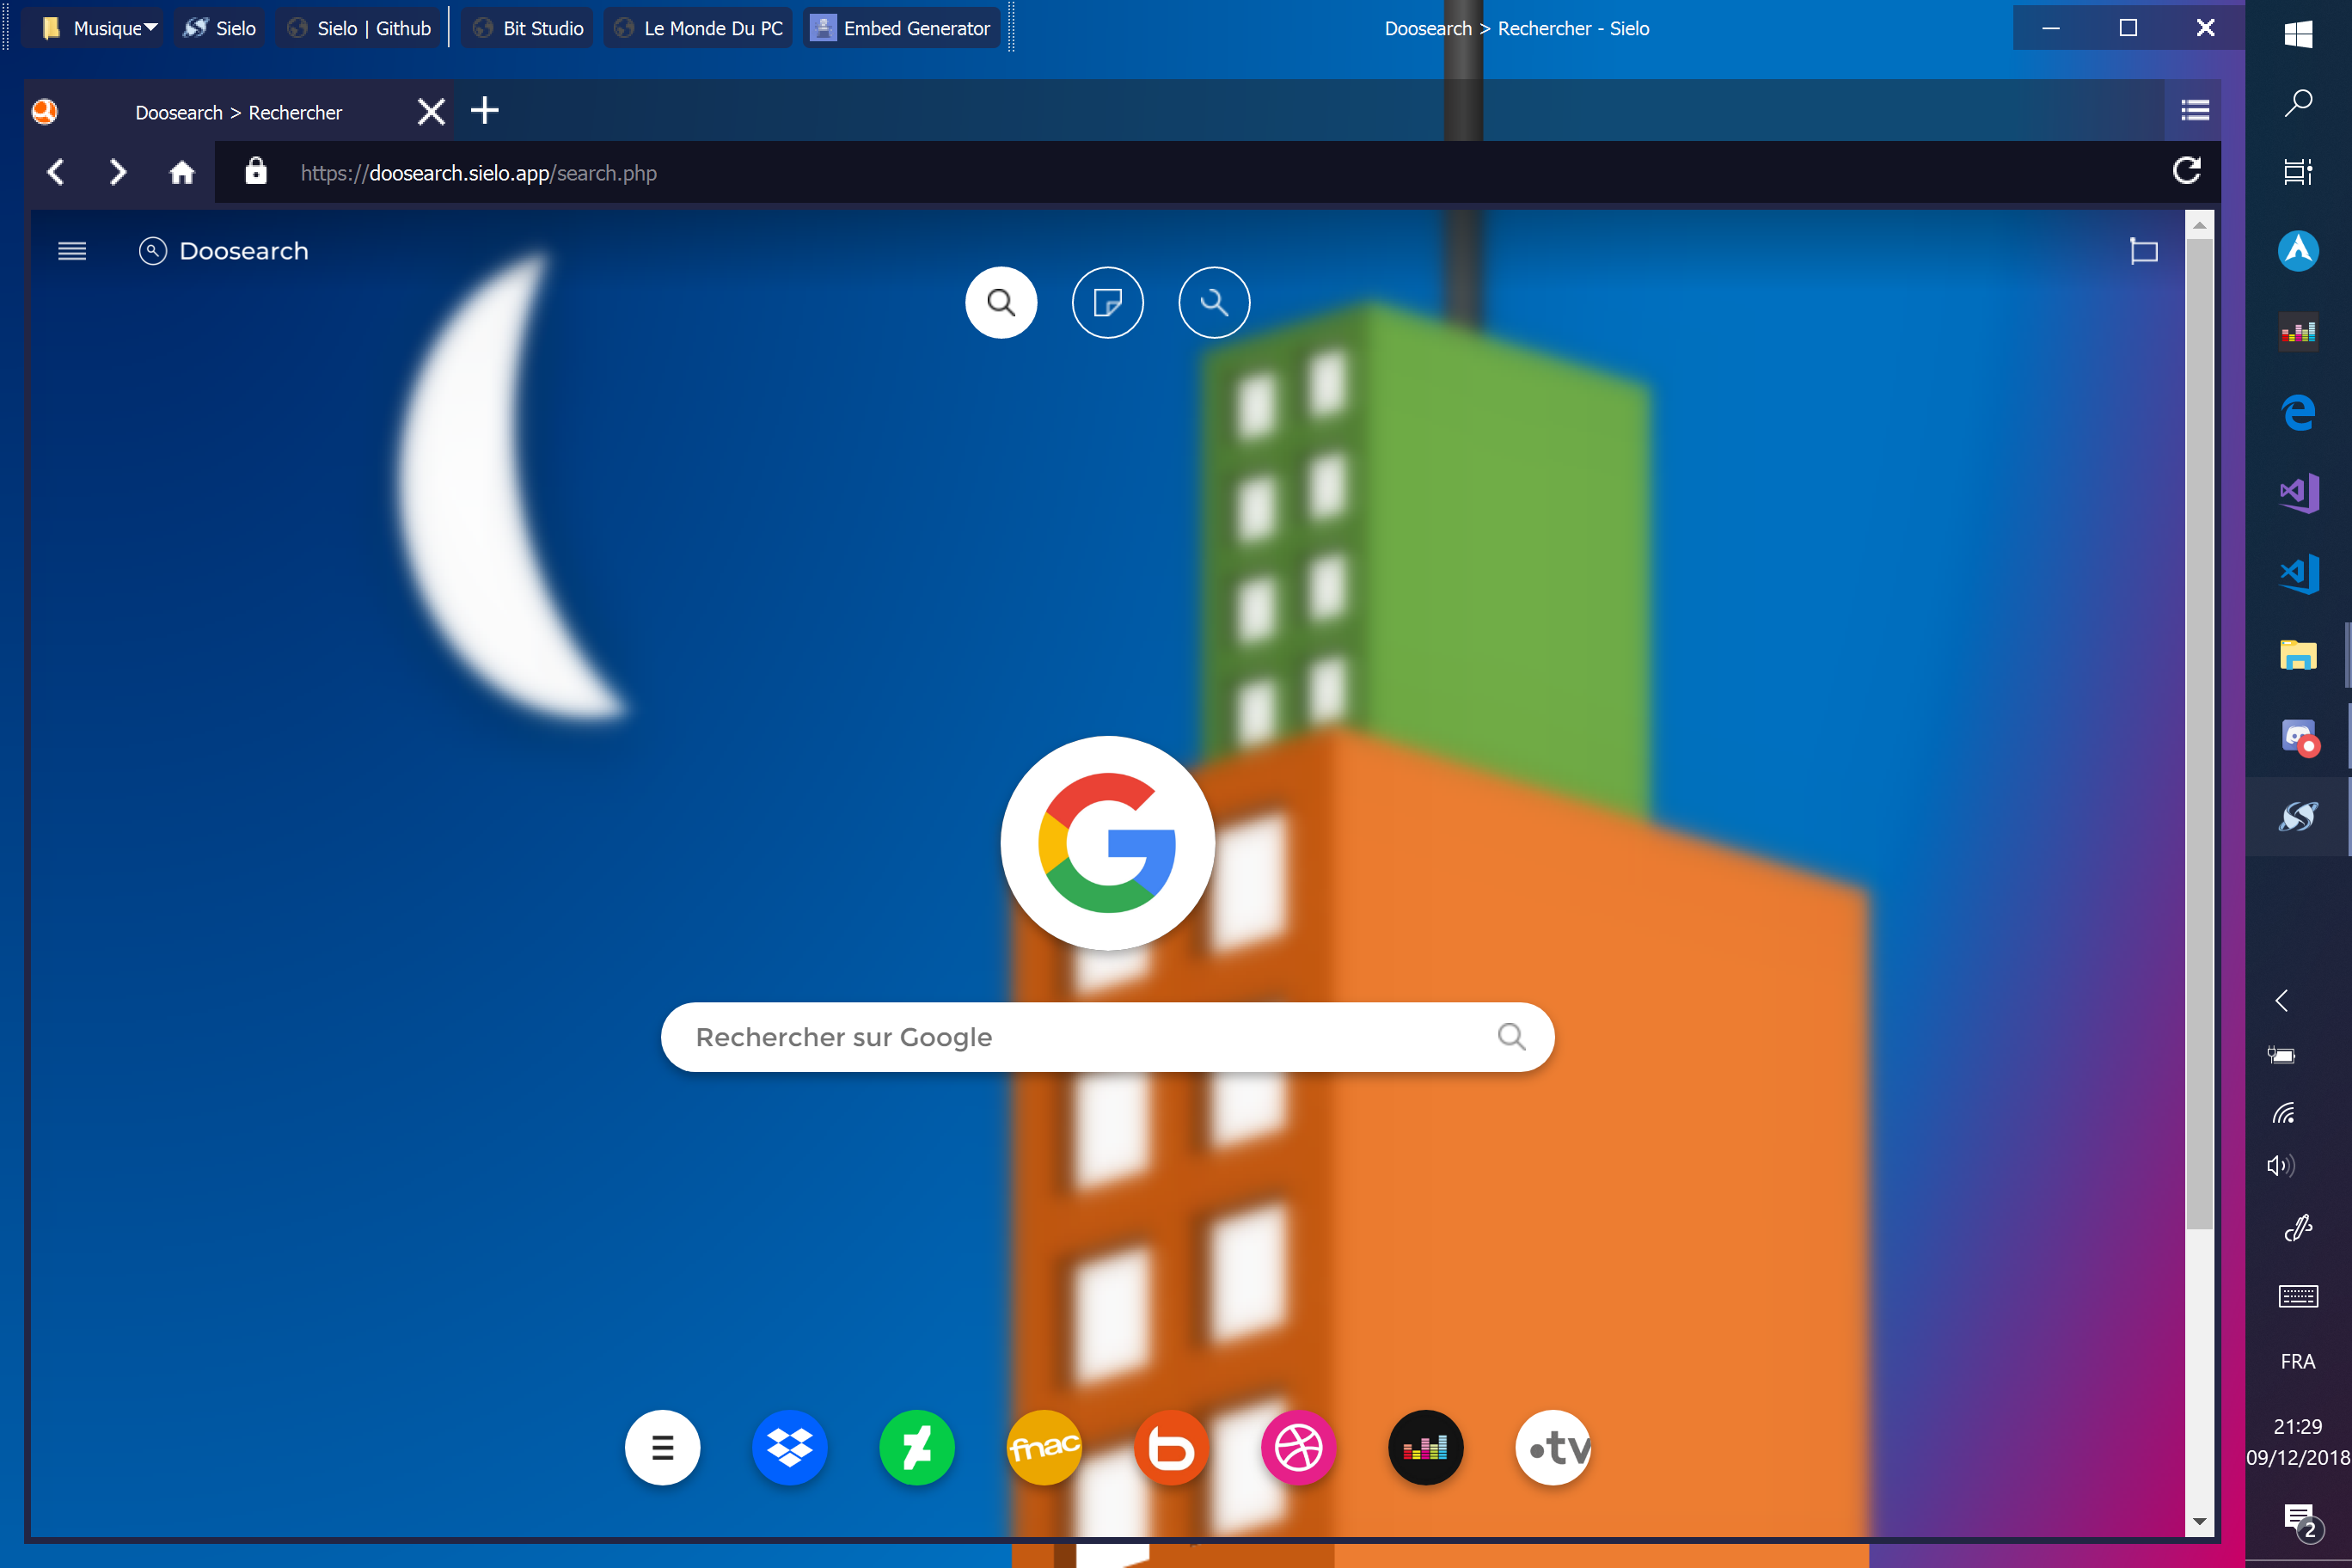 Musique
Sielo
Sielo | Github
Bit Studio
Le Monde Du PC
Embed Generator
Doosearch > Rechercher - Sielo
Doosearch > Rechercher
https://doosearch.sielo.app/search.php
Doosearch
Rechercher sur Google
fnac
b
.tv
FRA
21:29
09/12/2018
2